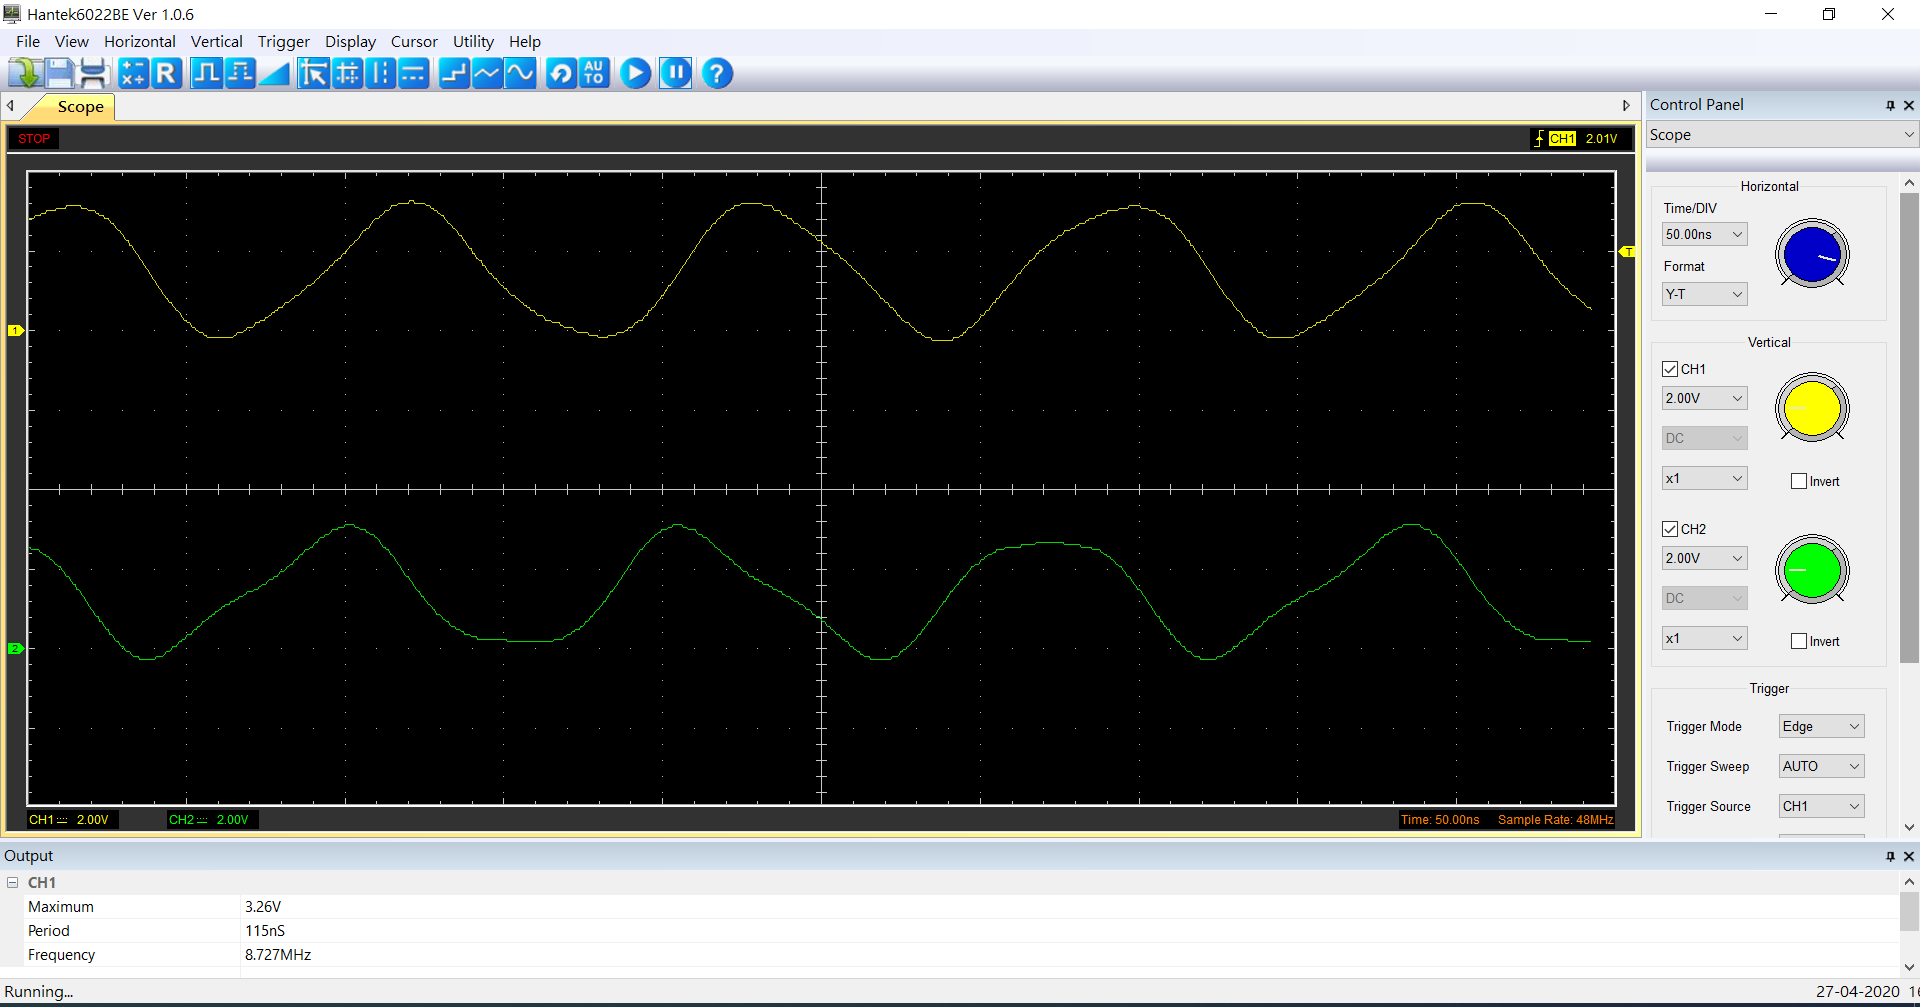 Hantek6022BE Ver 1.0.6
File View Horizontal Vertical Trigger Display Cursor Utility Help
R AUTO ?
Scope
STOP
CH1 2.01V
T
1
2
CH1 2.00V CH2 2.00V
Time: 50.00ns Sample Rate: 48MHz
Control Panel
Scope
Horizontal
Time/DIV
50.00ns
Format
Y-T
Vertical
CH1
2.00V
DC
x1
Invert
CH2
2.00V
DC
x1
Invert
Trigger
Trigger Mode Edge
Trigger Sweep AUTO
Trigger Source CH1
Output
CH1
Maximum 3.26V
Period 115nS
Frequency 8.727MHz
Running...
27-04-2020